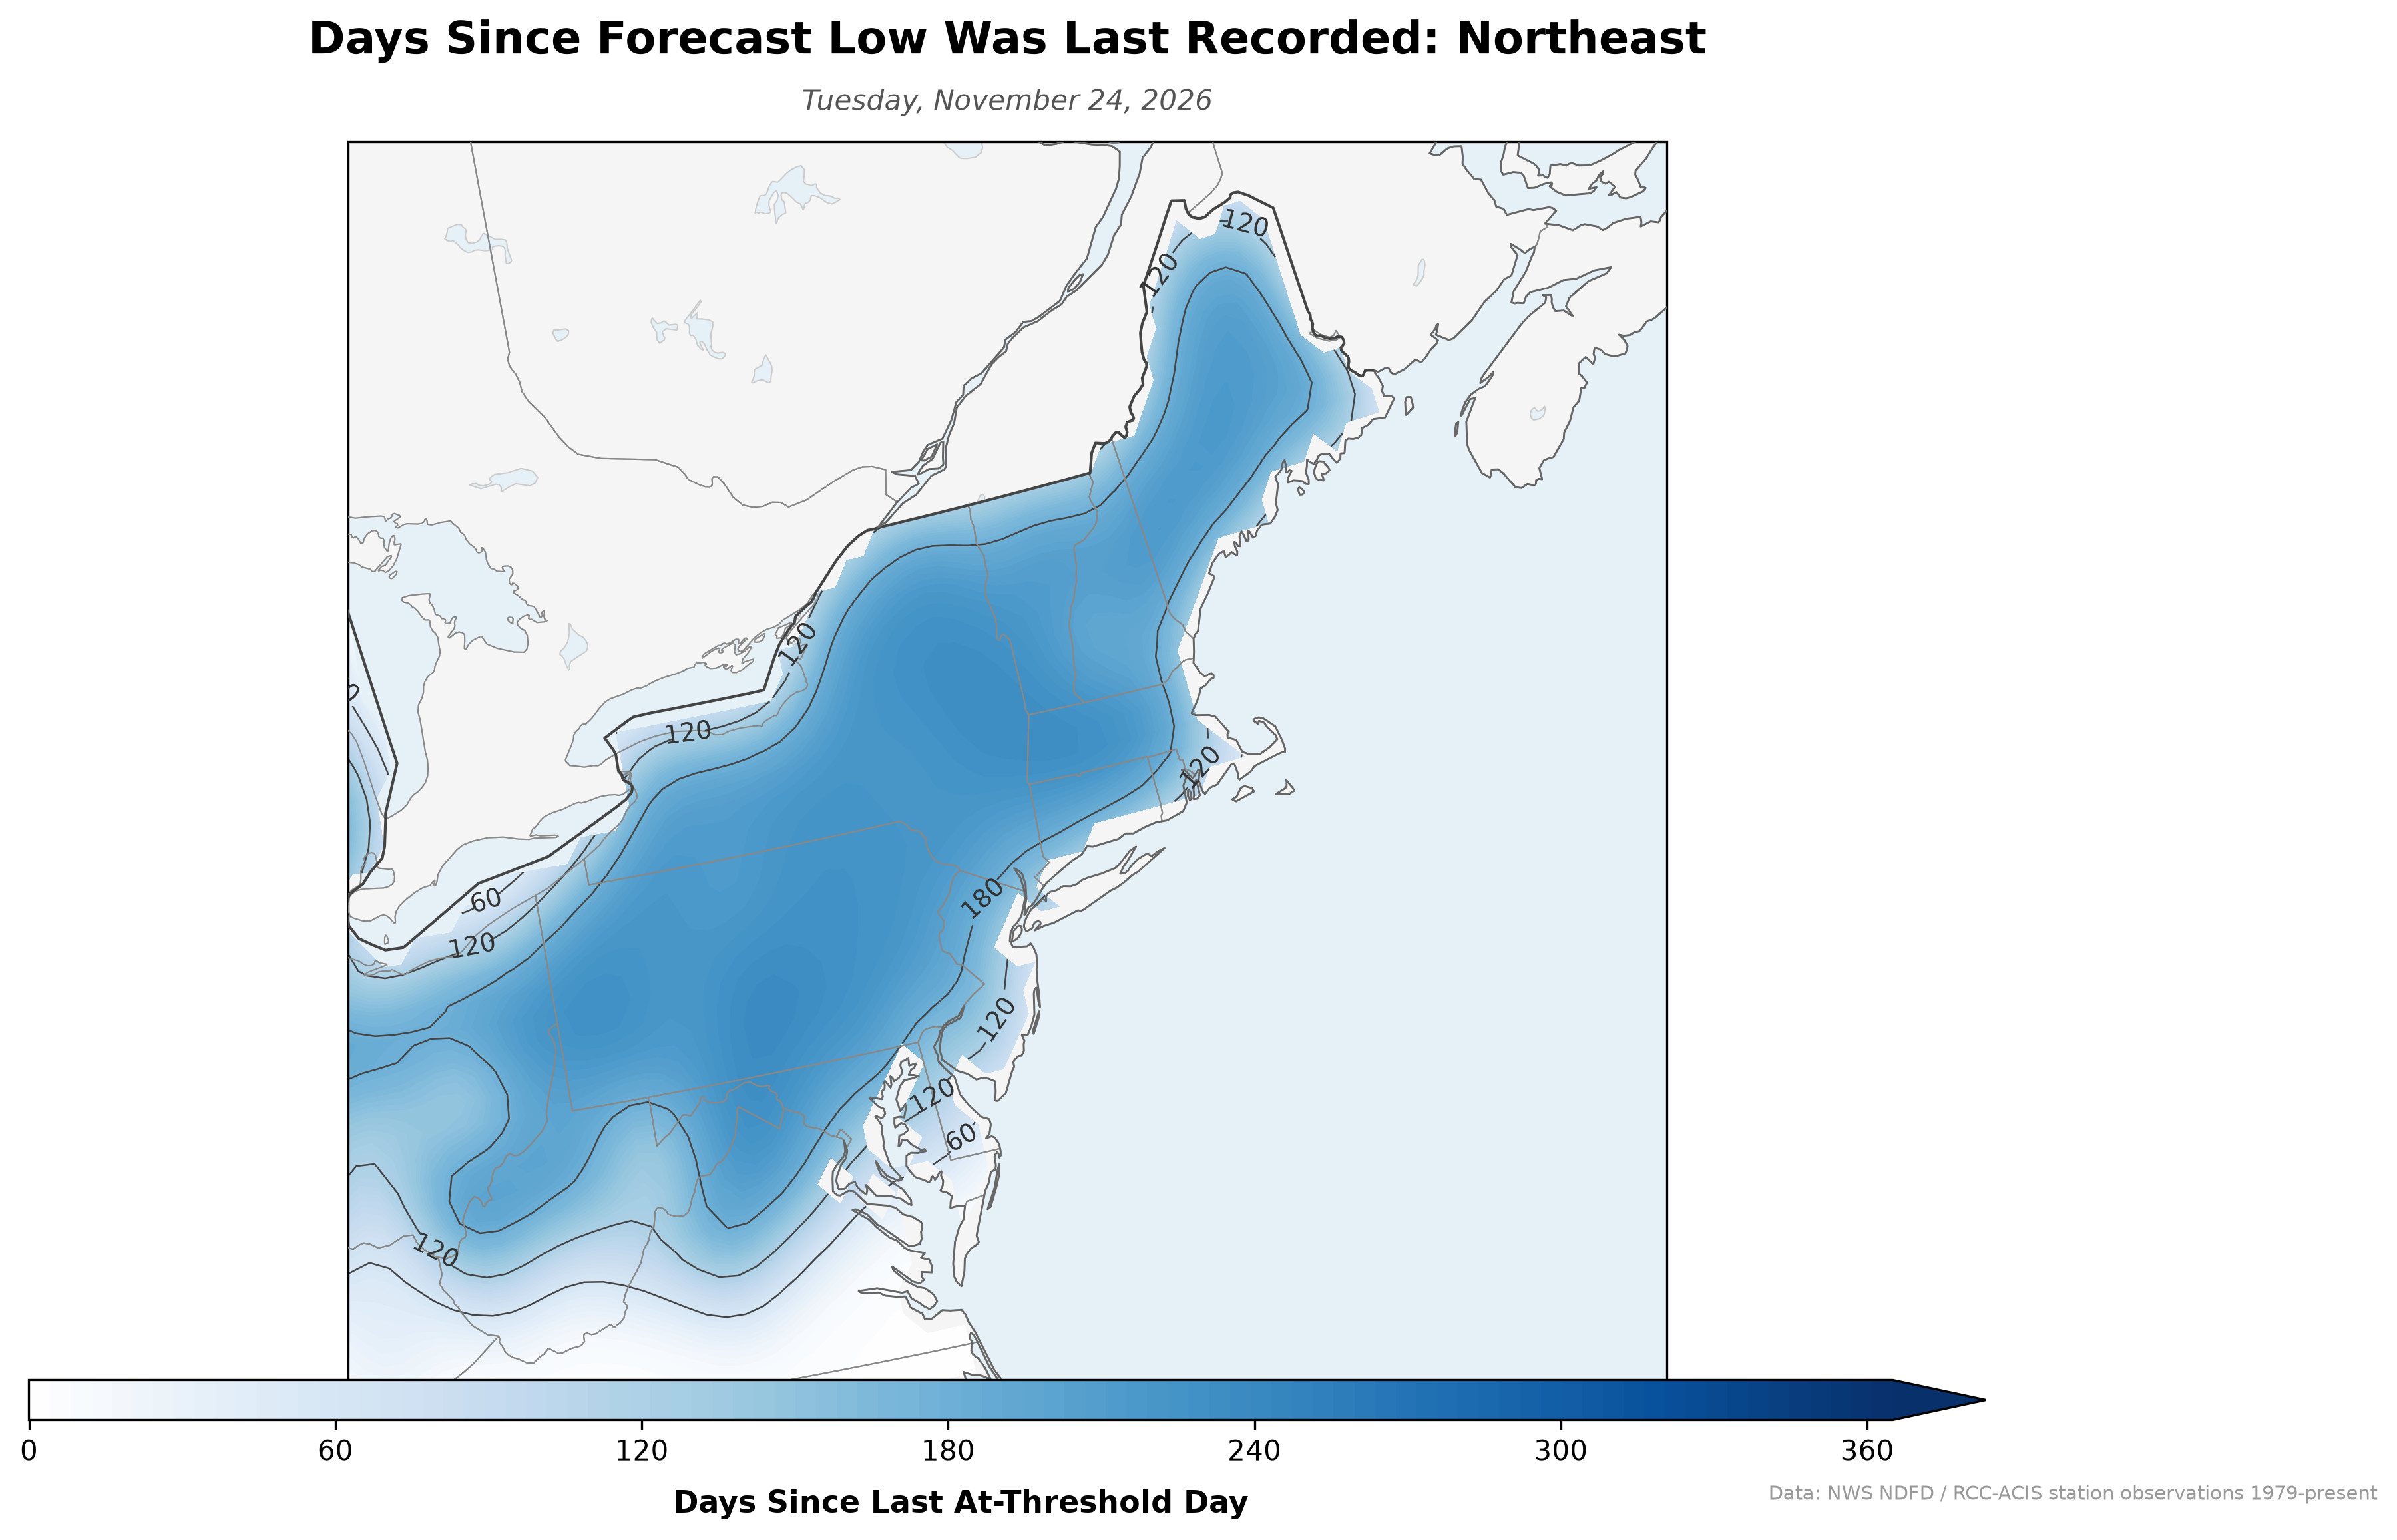 Days Since Forecast Low Was Last Recorded: Northeast
Tuesday, November 24, 2026
120
120
120
120
120
180
60
120
120
120
60
120
0 60 120 180 240 300 360
Days Since Last At-Threshold Day
Data: NWS NDFD / RCC-ACIS station observations 1979-present